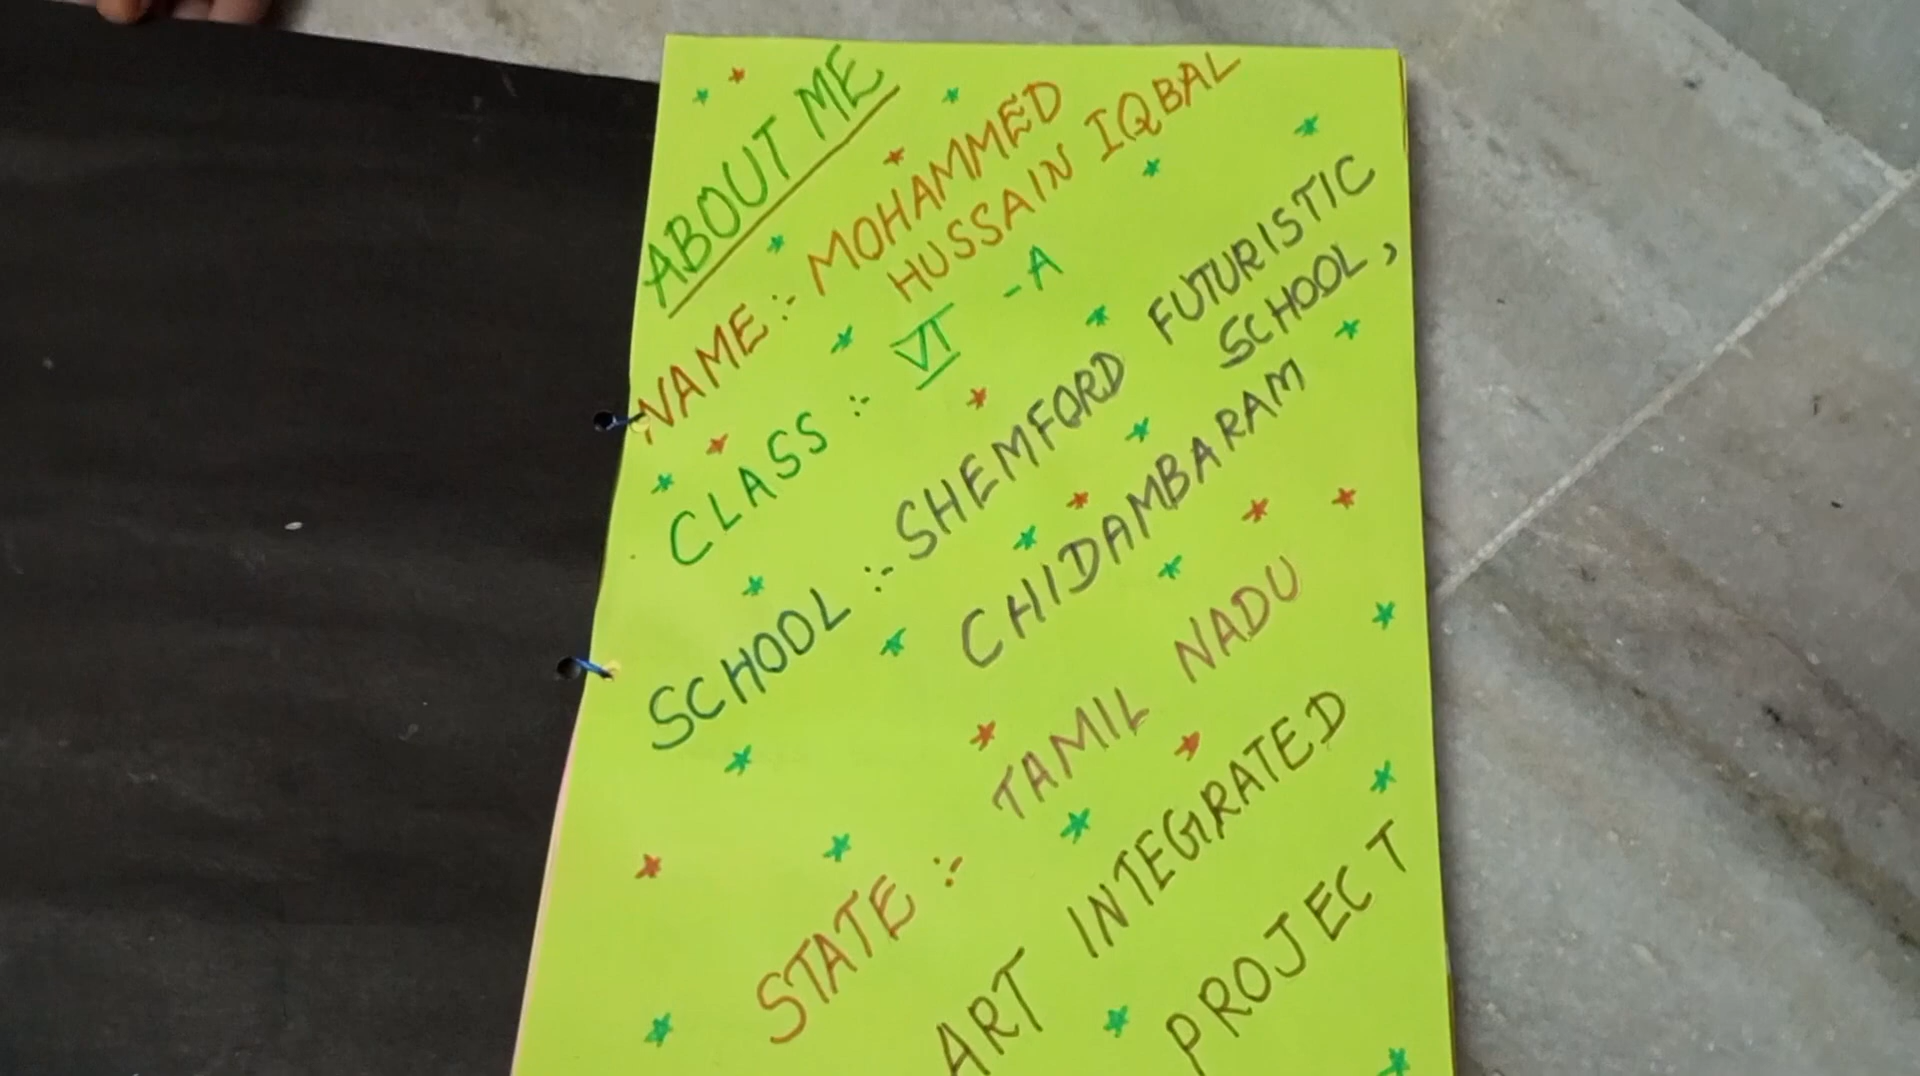 ABOUT ME
NAME :- MOHAMMED
HUSSAIN IQBAL
CLASS :- VI - A
SCHOOL :- SHEMFORD FUTURISTIC
SCHOOL,
CHIDAMBARAM
STATE :- TAMIL NADU
ART INTEGRATED
PROJECT